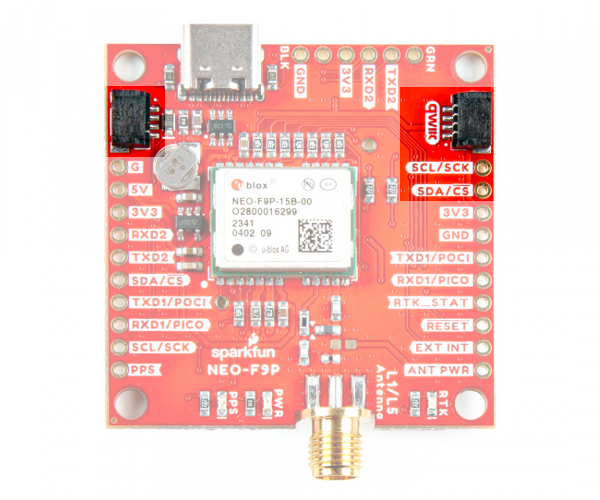 BLK
GND
3V3
RXD2
TXD2
GRN
qwiic
G
5V
3V3
RXD2
TXD2
SDA/CS
TXD1/POCI
RXD1/PICO
SCL/SCK
PPS
u blox
NEO-F9P-15B-00
O2800016299
2341
0402 09
u-blox AG
SCL/SCK
SDA/CS
3V3
GND
TXD1/POCI
RXD1/PICO
RTK_STAT
RESET
EXT INT
ANT PWR
sparkfun
NEO-F9P
PPS
PWR
L1/L5
Antenna
RTK